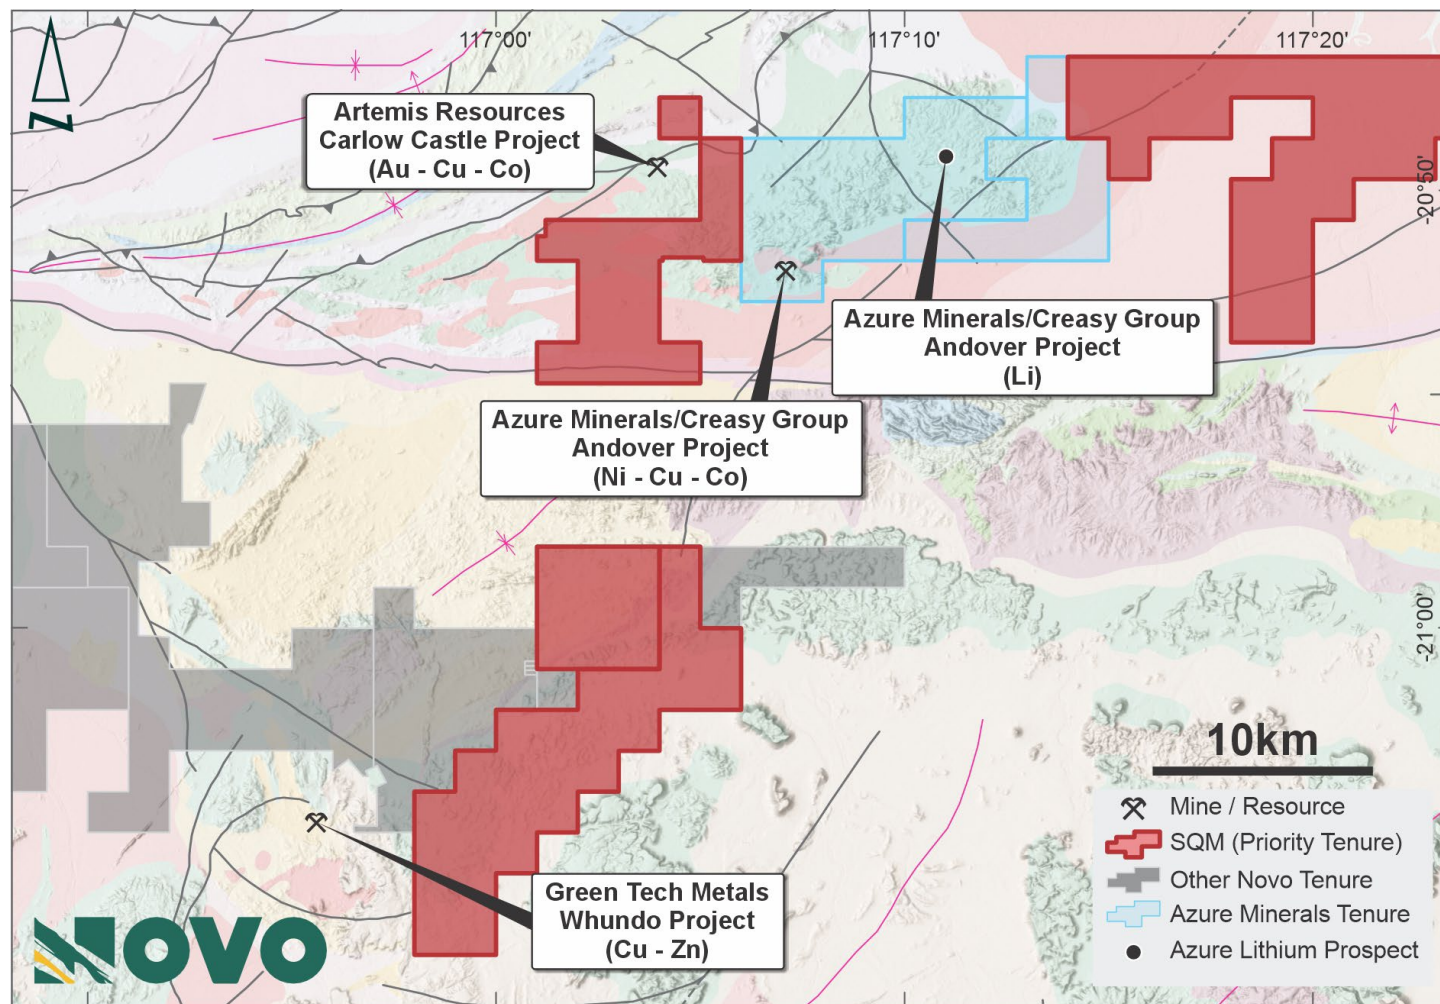 117°00'
117°10'
117°20'
Artemis Resources
Carlow Castle Project
(Au - Cu - Co)
-20°50'
Azure Minerals/Creasy Group
Andover Project
(Li)
Azure Minerals/Creasy Group
Andover Project
(Ni - Cu - Co)
-21°00'
10km
Mine / Resource
SQM (Priority Tenure)
Other Novo Tenure
Azure Minerals Tenure
Azure Lithium Prospect
Green Tech Metals
Whundo Project
(Cu - Zn)
NOVO
N